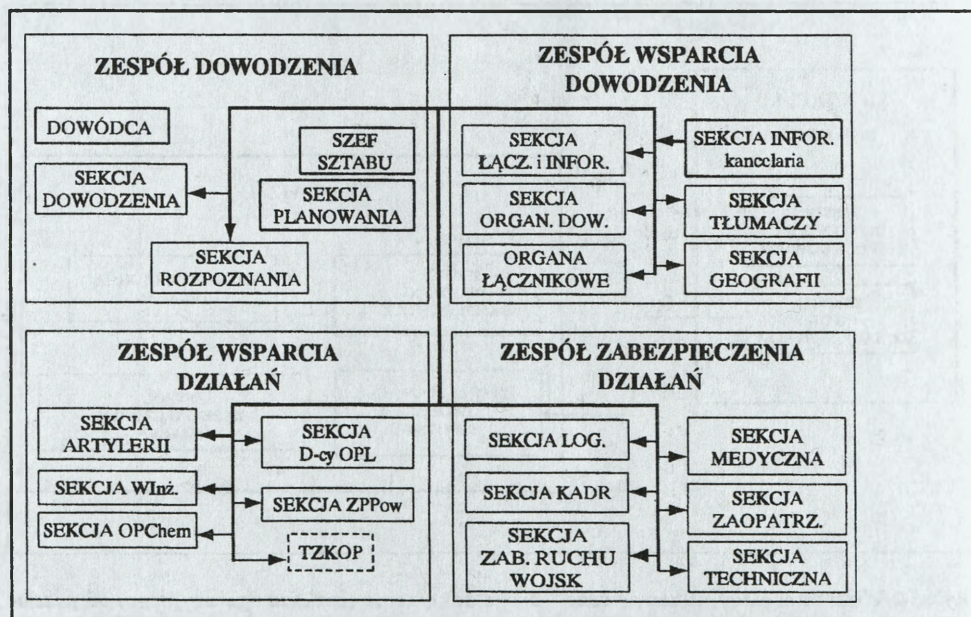 ZESPÓŁ DOWODZENIA
DOWÓDCA
SZEF
SZTABU
SEKCJA
DOWODZENIA
SEKCJA
PLANOWANIA
SEKCJA
ROZPOZNANIA
ZESPÓŁ WSPARCIA
DOWODZENIA
SEKCJA
ŁĄCZ. i INFOR.
SEKCJA INFOR.
kancelaria
SEKCJA
ORGAN. DOW.
SEKCJA
TŁUMACZY
ORGANA
ŁĄCZNIKOWE
SEKCJA
GEOGRAFII
ZESPÓŁ WSPARCIA
DZIAŁAŃ
SEKCJA
ARTYLERII
SEKCJA
D-cy OPL
SEKCJA WInż.
SEKCJA ZPPow
SEKCJA OPChem
TZKOP
ZESPÓŁ ZABEZPIECZENIA
DZIAŁAŃ
SEKCJA LOG.
SEKCJA
MEDYCZNA
SEKCJA KADR
SEKCJA
ZAOPATRZ.
SEKCJA
ZAB. RUCHU
WOJSK
SEKCJA
TECHNICZNA